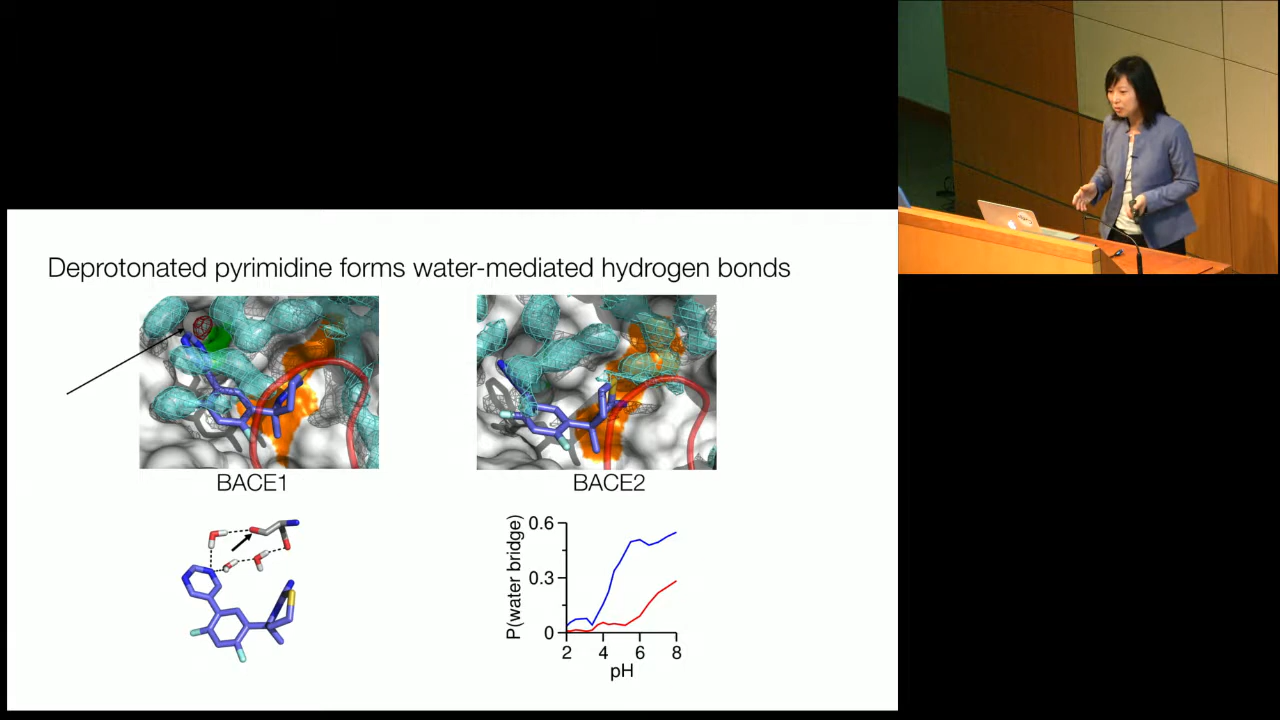 Deprotonated pyrimidine forms water-mediated hydrogen bonds
BACE1
BACE2
P(water bridge)
0.6
0.3
0
2 4 6 8
pH